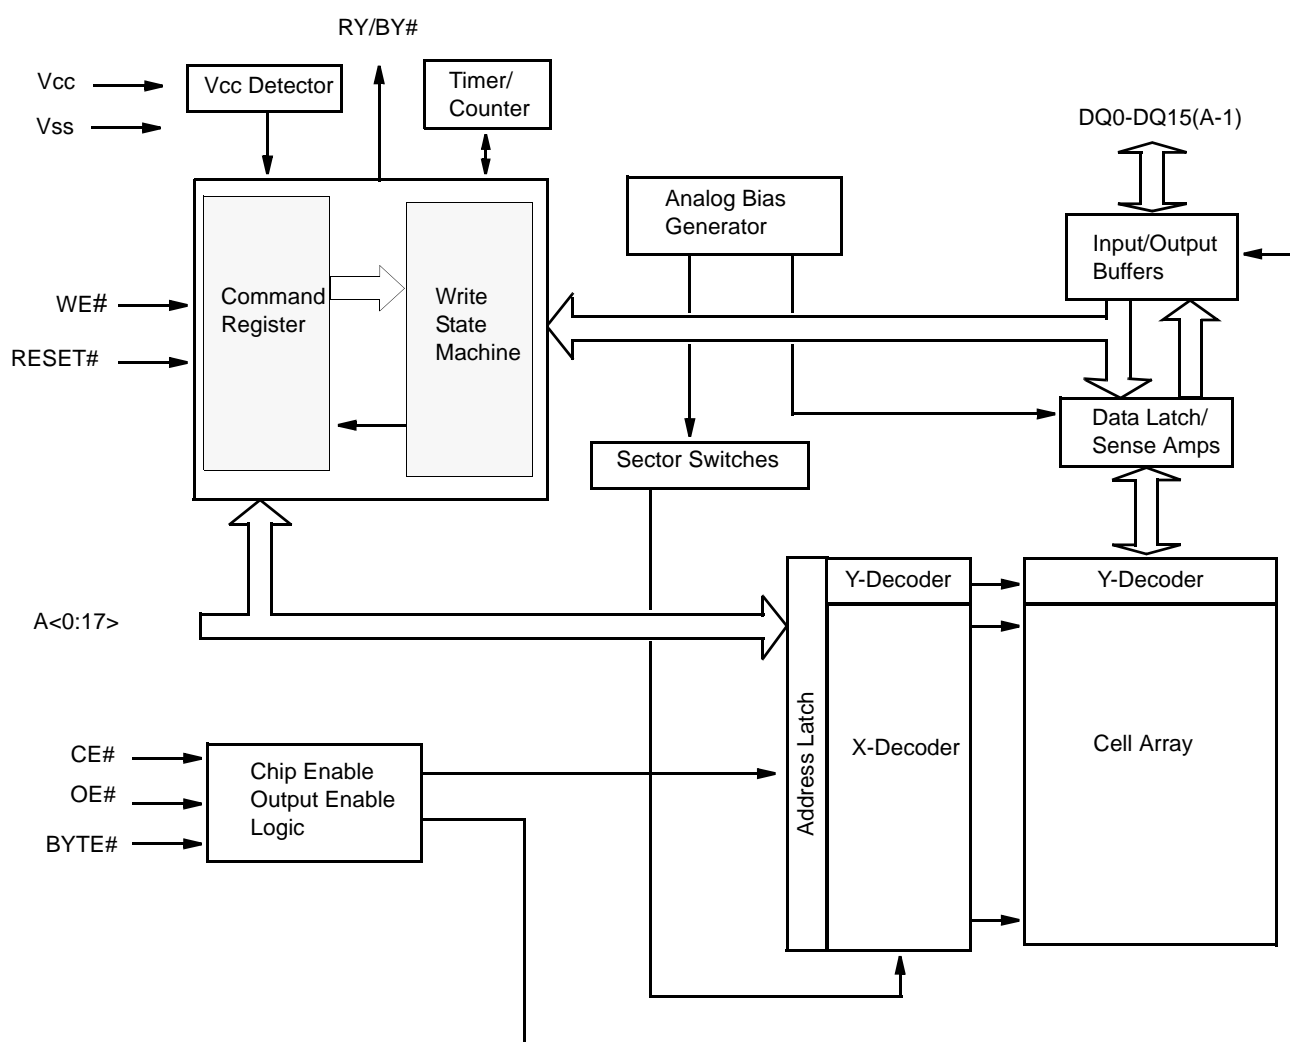 RY/BY#
Vcc
Vcc Detector
Timer/
Counter
Vss
DQ0-DQ15(A-1)
Analog Bias
Generator
Input/Output
Buffers
WE#
Command
Register
Write
State
Machine
RESET#
Data Latch/
Sense Amps
Sector Switches
Y-Decoder
Y-Decoder
A<0:17>
Address Latch
X-Decoder
Cell Array
CE#
OE#
BYTE#
Chip Enable
Output Enable
Logic